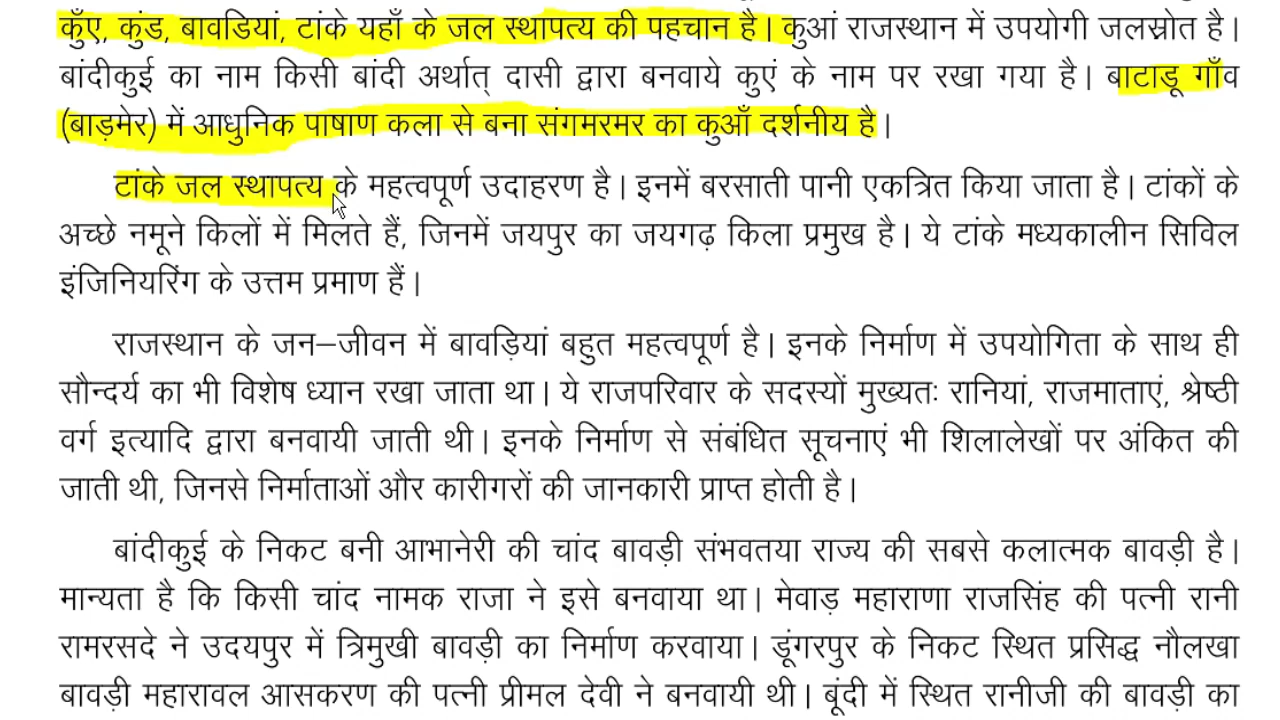 कुँए, कुंड, बावडियां, टांके यहाँ के जल स्थापत्य की पहचान है। कुआं राजस्थान में उपयोगी जलस्रोत है।
बांदीकुई का नाम किसी बांदी अर्थात् दासी द्वारा बनवाये कुएं के नाम पर रखा गया है। बाटाडू गाँव
(बाड़मेर) में आधुनिक पाषाण कला से बना संगमरमर का कुआँ दर्शनीय है।
टांके जल स्थापत्य के महत्वपूर्ण उदाहरण है। इनमें बरसाती पानी एकत्रित किया जाता है। टांकों के
अच्छे नमूने किलों में मिलते हैं, जिनमें जयपुर का जयगढ़ किला प्रमुख है। ये टांके मध्यकालीन सिविल
इंजिनियरिंग के उत्तम प्रमाण हैं।
राजस्थान के जन–जीवन में बावड़ियां बहुत महत्वपूर्ण है। इनके निर्माण में उपयोगिता के साथ ही
सौन्दर्य का भी विशेष ध्यान रखा जाता था। ये राजपरिवार के सदस्यों मुख्यतः रानियां, राजमाताएं, श्रेष्ठी
वर्ग इत्यादि द्वारा बनवायी जाती थी। इनके निर्माण से संबंधित सूचनाएं भी शिलालेखों पर अंकित की
जाती थी, जिनसे निर्माताओं और कारीगरों की जानकारी प्राप्त होती है।
बांदीकुई के निकट बनी आभानेरी की चांद बावड़ी संभवतया राज्य की सबसे कलात्मक बावड़ी है।
मान्यता है कि किसी चांद नामक राजा ने इसे बनवाया था। मेवाड़ महाराणा राजसिंह की पत्नी रानी
रामरसदे ने उदयपुर में त्रिमुखी बावड़ी का निर्माण करवाया। डूंगरपुर के निकट स्थित प्रसिद्ध नौलखा
बावड़ी महारावल आसकरण की पत्नी प्रीमल देवी ने बनवायी थी। बूंदी में स्थित रानीजी की बावड़ी का